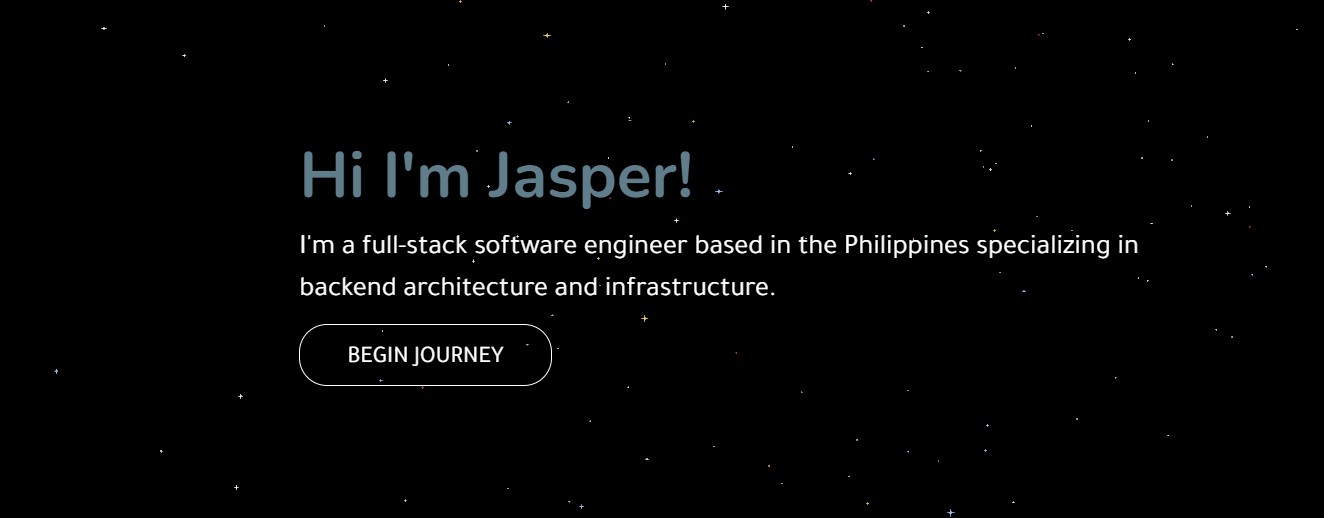 Hi I'm Jasper!
I'm a full-stack software engineer based in the Philippines specializing in
backend architecture and infrastructure.
BEGIN JOURNEY